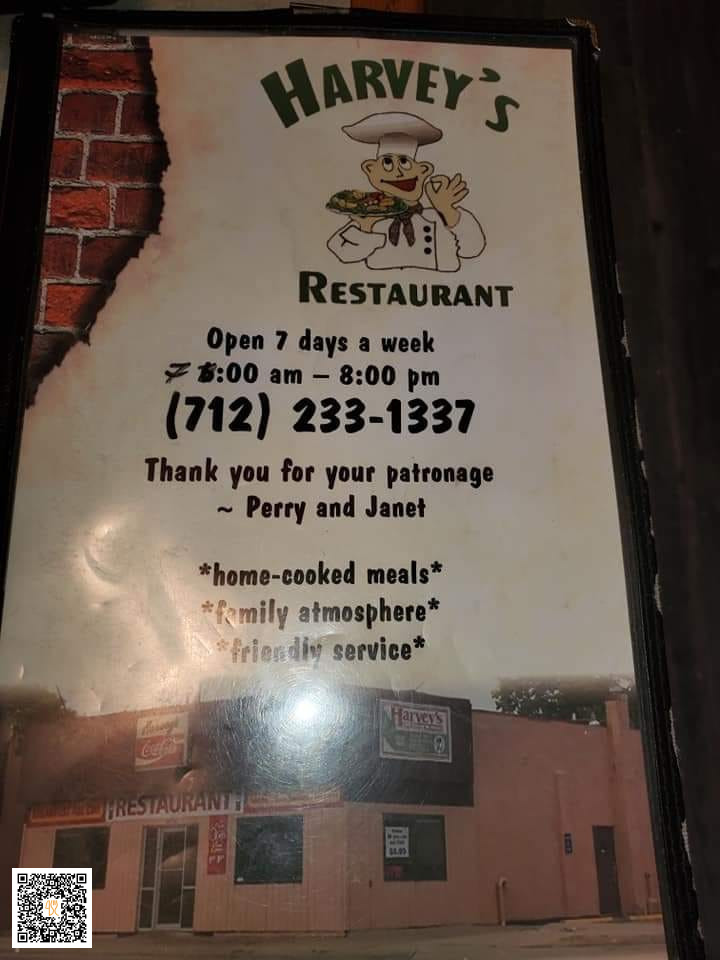 HARVEY'S
RESTAURANT
Open 7 days a week
7 6:00 am – 8:00 pm
(712) 233-1337
Thank you for your patronage
~ Perry and Janet
*home-cooked meals*
*family atmosphere*
*friendly service*
Harvey's
Coca-Cola
RESTAURANT